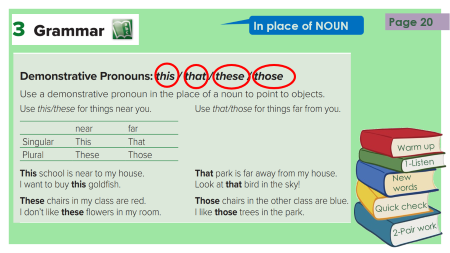 3 Grammar
In place of NOUN
Page 20
Demonstrative Pronouns: this / that / these / those
Use a demonstrative pronoun in the place of a noun to point to objects.
Use this/these for things near you.
Use that/those for things far from you.
near far
Singular This That
Plural These Those
This school is near to my house.
I want to buy this goldfish.
These chairs in my class are red.
I don't like these flowers in my room.
That park is far away from my house.
Look at that bird in the sky!
Those chairs in the other class are blue.
I like those trees in the park.
Warm up
1-Listen
New
words
Quick check
2-Pair work